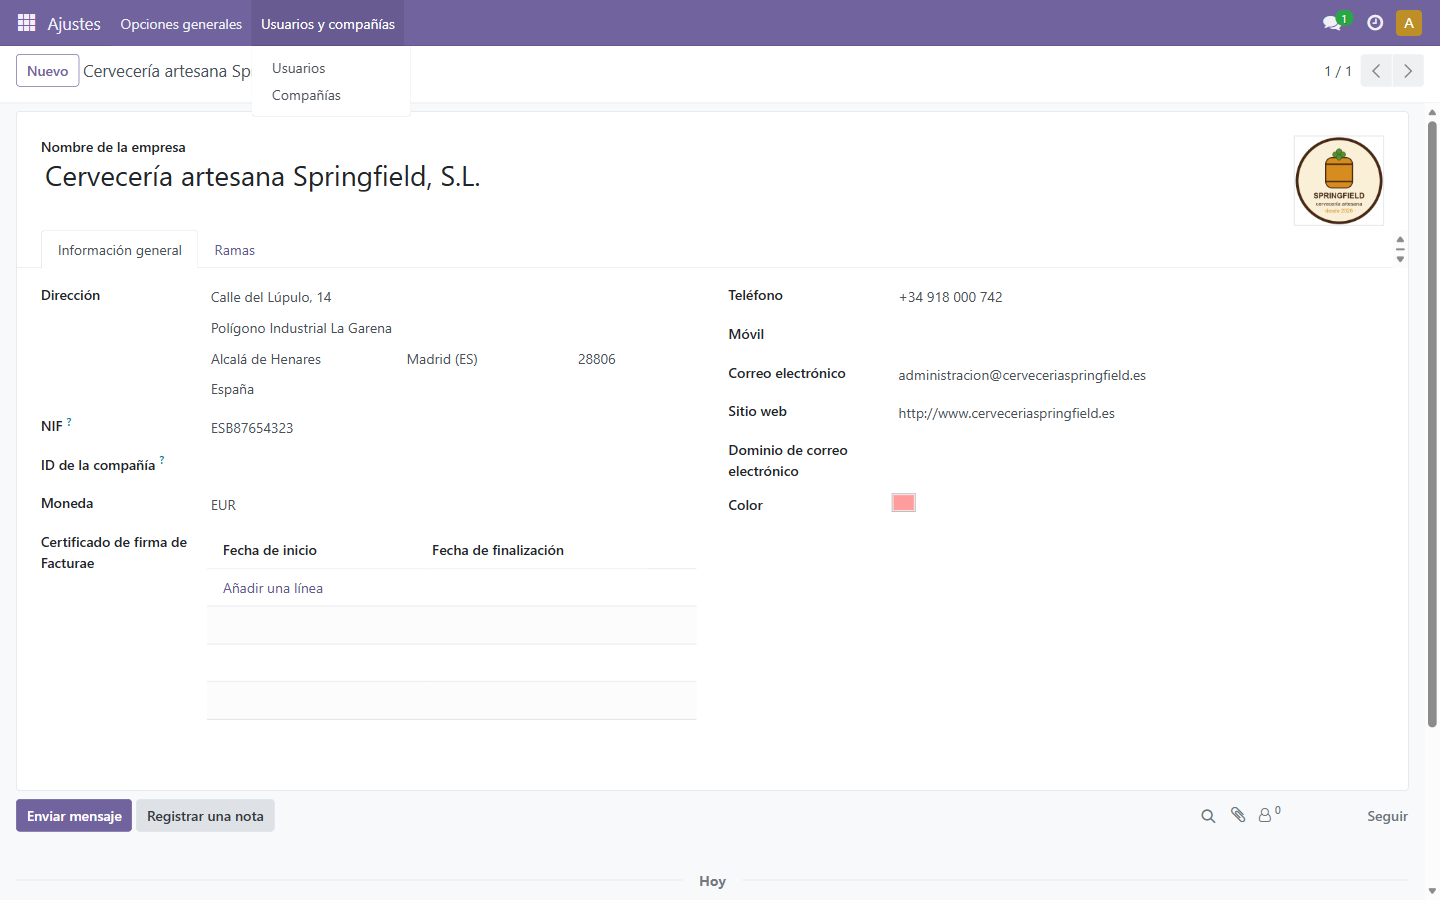 Ajustes
Opciones generales
Usuarios y compañías
1
A
Nuevo
Cervecería artesana Sp
1 / 1
Usuarios
Compañías
Nombre de la empresa
Cervecería artesana Springfield, S.L.
SPRINGFIELD
cervecería artesana
desde 2026
Información general
Ramas
Dirección
Calle del Lúpulo, 14
Polígono Industrial La Garena
Alcalá de Henares
Madrid (ES)
28806
España
NIF ?
ESB87654323
ID de la compañía ?
Moneda
EUR
Certificado de firma de
Facturae
Fecha de inicio
Fecha de finalización
Añadir una línea
Teléfono
+34 918 000 742
Móvil
Correo electrónico
administracion@cerveceriaspringfield.es
Sitio web
http://www.cerveceriaspringfield.es
Dominio de correo
electrónico
Color
Enviar mensaje
Registrar una nota
0
Seguir
Hoy